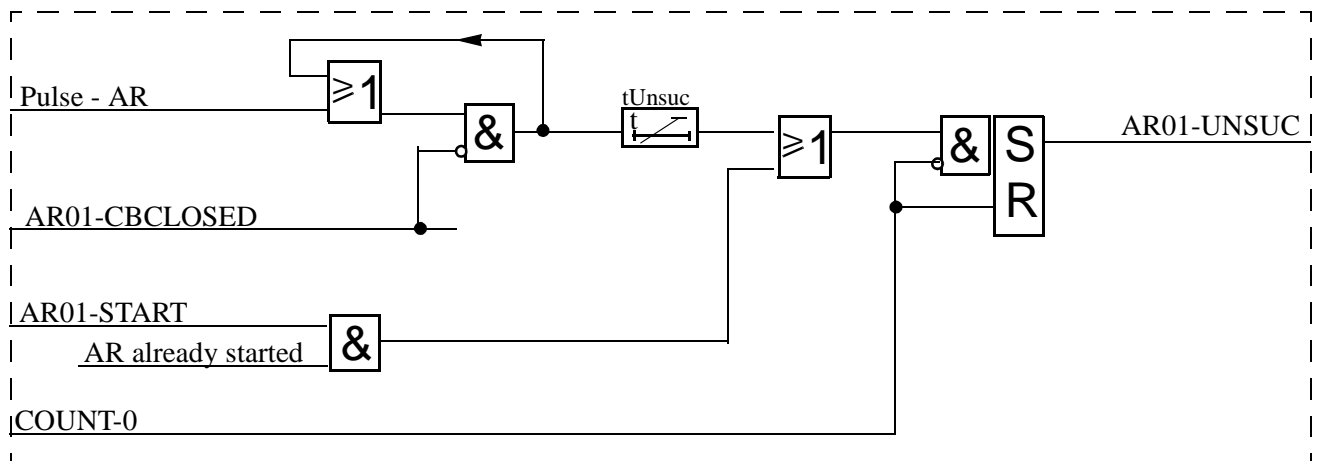 tUnsuc
Pulse - AR
≥1
&
t
≥1
&
S
R
AR01-UNSUC
AR01-CBCLOSED
AR01-START
&
AR already started
COUNT-0